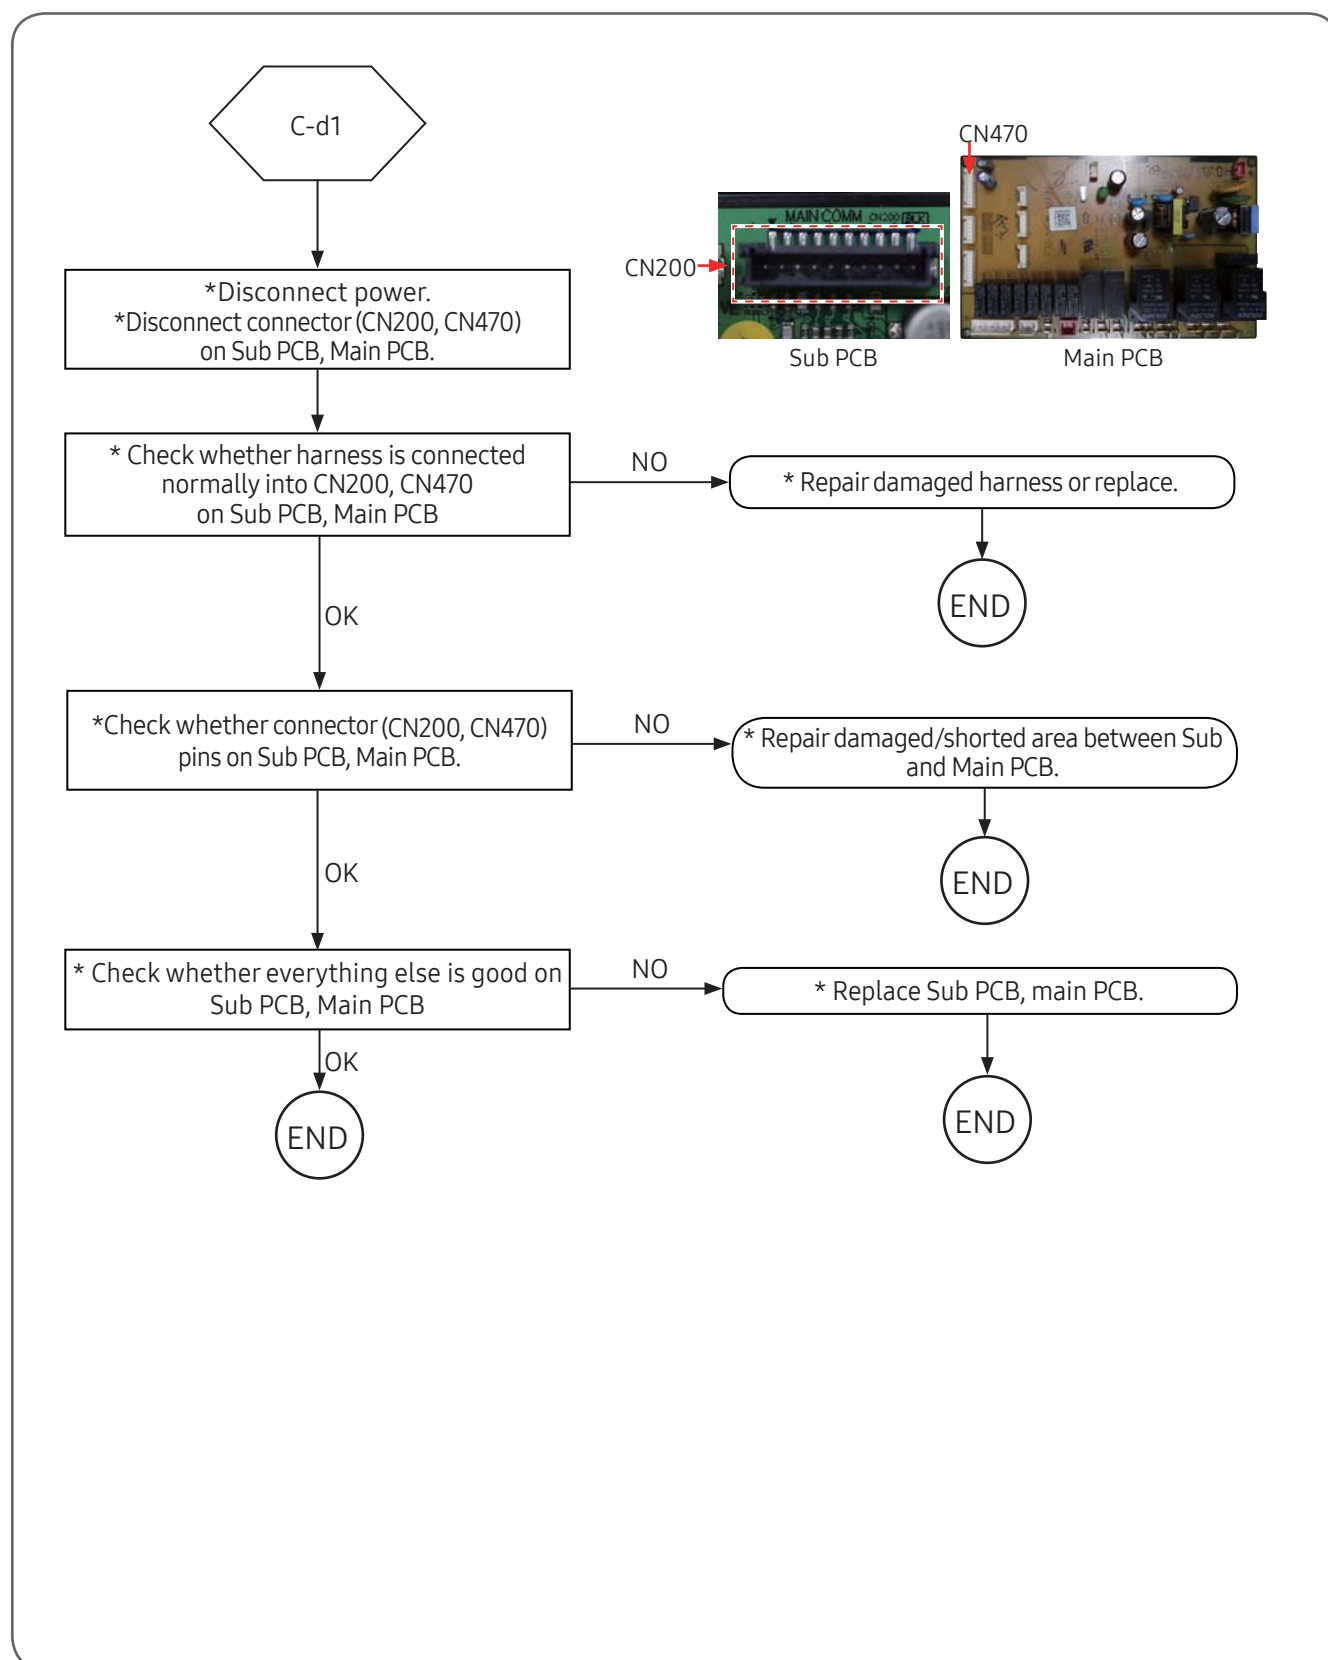 C-d1
CN470
MAIN COMM CN200 BLK
CN200
Sub PCB
Main PCB
*Disconnect power.
*Disconnect connector (CN200, CN470)
on Sub PCB, Main PCB.
* Check whether harness is connected
normally into CN200, CN470
on Sub PCB, Main PCB
NO
* Repair damaged harness or replace.
END
OK
*Check whether connector (CN200, CN470)
pins on Sub PCB, Main PCB.
NO
* Repair damaged/shorted area between Sub
and Main PCB.
END
OK
* Check whether everything else is good on
Sub PCB, Main PCB
NO
* Replace Sub PCB, main PCB.
END
OK
END